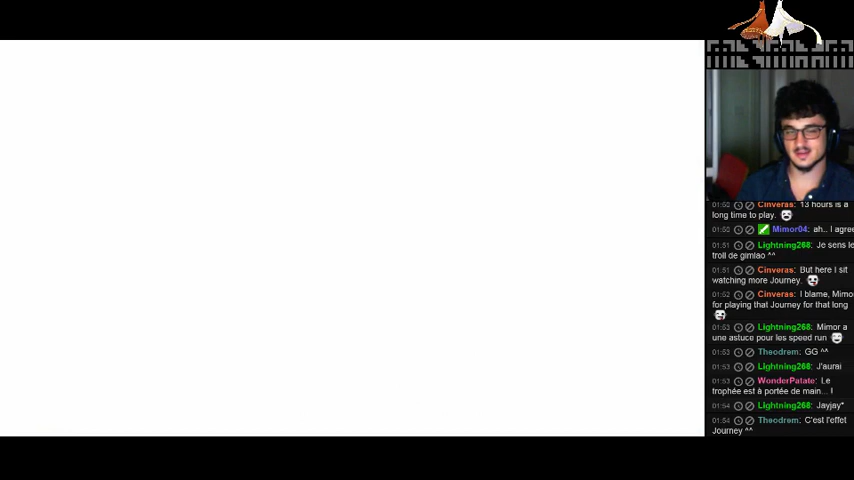 01:50 Cinveras: 13 hours is a
long time to play.
01:50 Mimor04: ah.. I agree
01:51 Lightning268: Je sens le
troll de gimlao ^^
01:51 Cinveras: But here I sit
watching more Journey.
01:52 Cinveras: I blame, Mimo
for playing that Journey for that long
01:53 Lightning268: Mimor a
une astuce pour les speed run
01:53 Theodrem: GG ^^
01:53 Lightning268: J'aurai
01:53 WonderPatate: Le
trophée est à portée de main... !
01:54 Lightning268: Jayjay*
01:54 Theodrem: C'est l'effet
Journey ^^